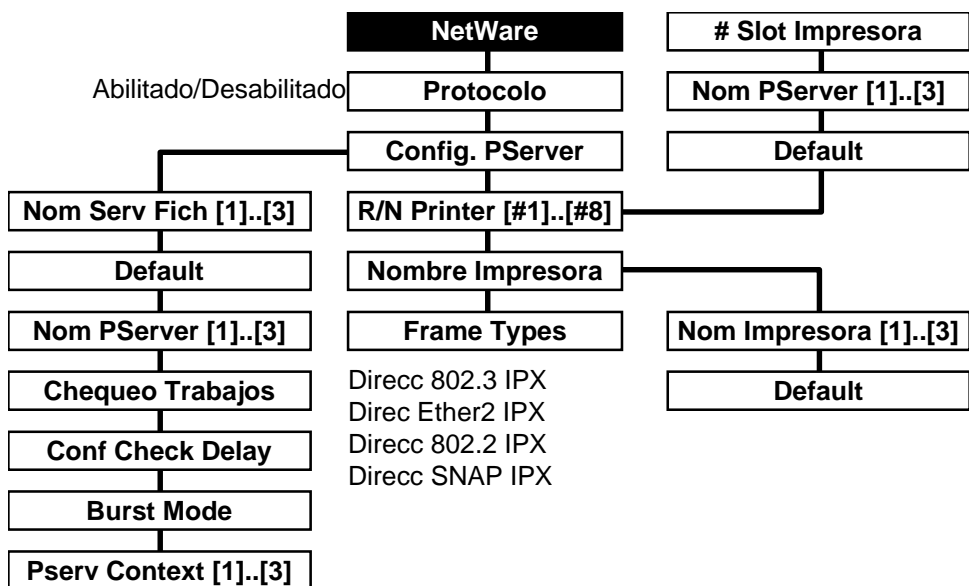 NetWare
Abilitado/Desabilitado
Protocolo
Config. PServer
Nom Serv Fich [1]..[3]
Default
Nom PServer [1]..[3]
Chequeo Trabajos
Conf Check Delay
Burst Mode
Pserv Context [1]..[3]
R/N Printer [#1]..[#8]
Nombre Impresora
Frame Types
Direcc 802.3 IPX
Direc Ether2 IPX
Direcc 802.2 IPX
Direcc SNAP IPX
# Slot Impresora
Nom PServer [1]..[3]
Default
Nom Impresora [1]..[3]
Default